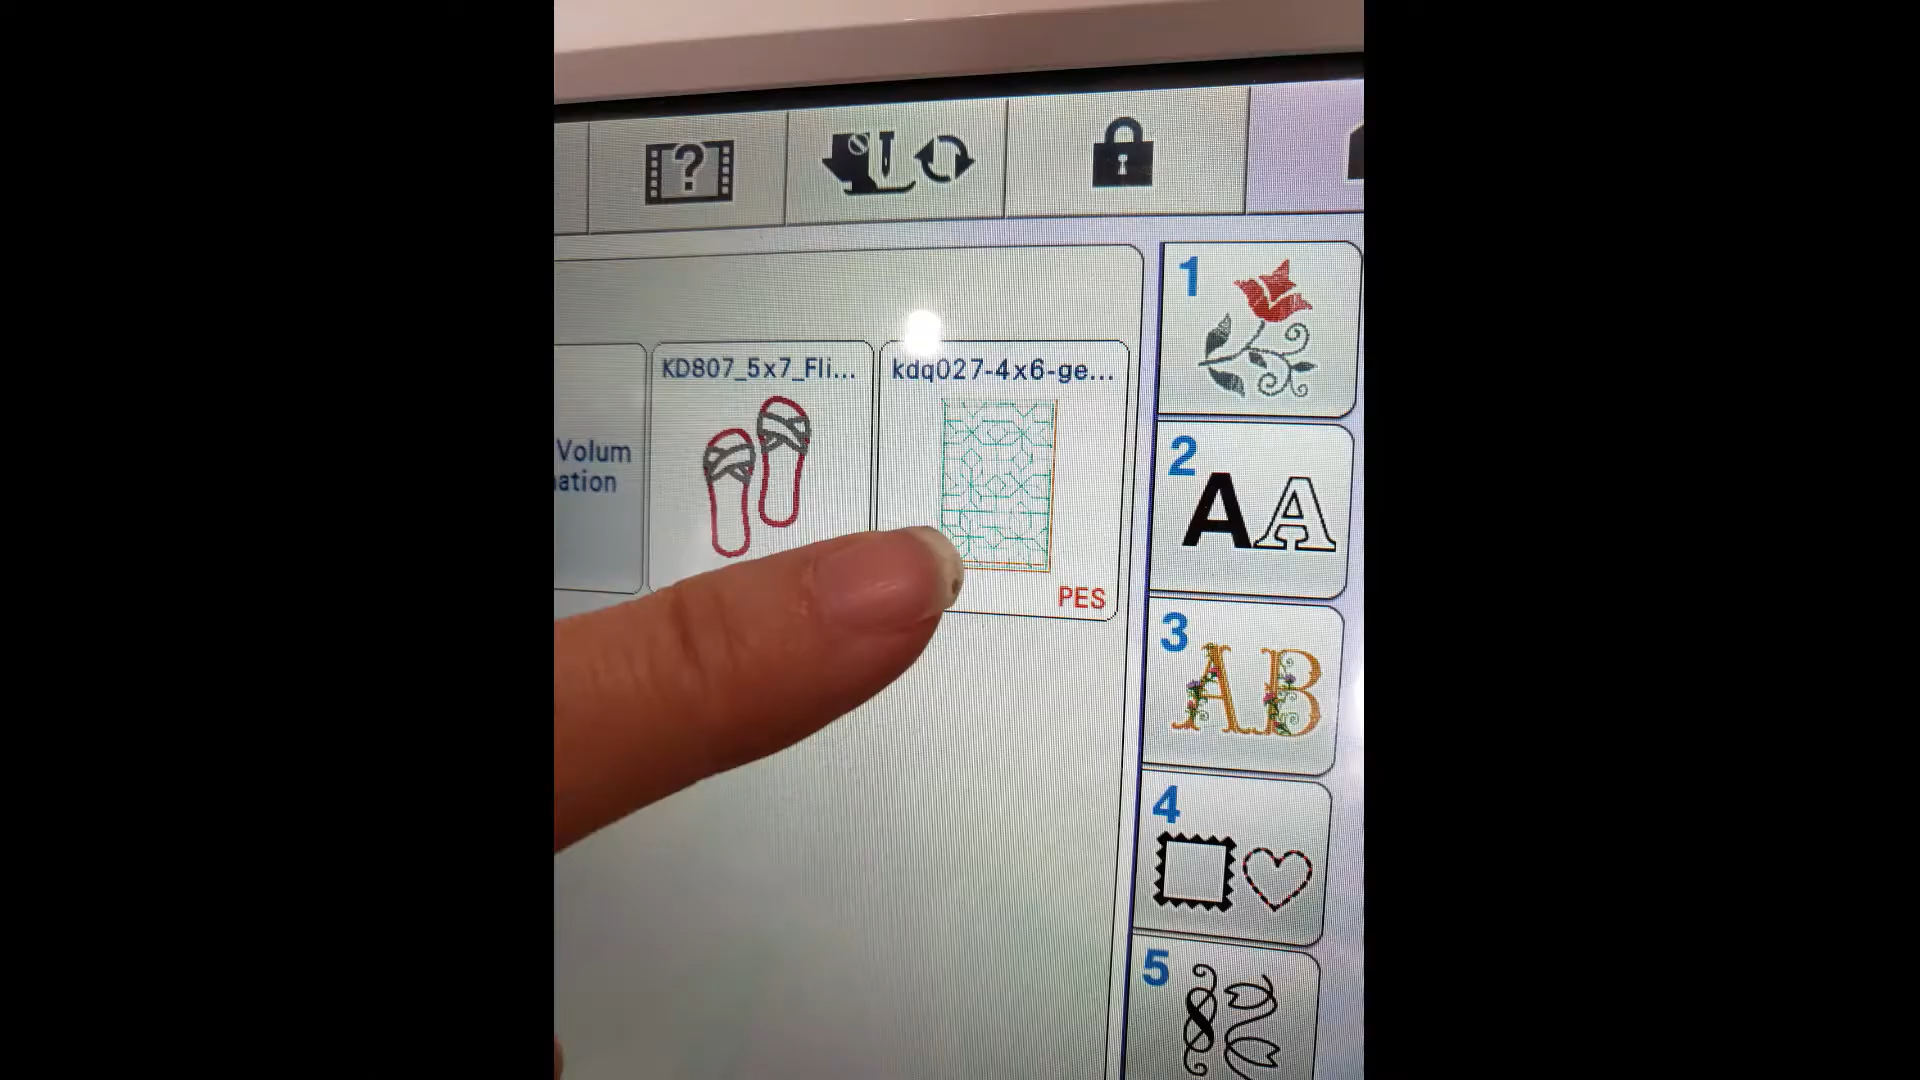 ?
KD807_5x7_Fli...
kdq027-4x6-ge...
Volum
ation
PES
1
2
AA
3
AB
4
5